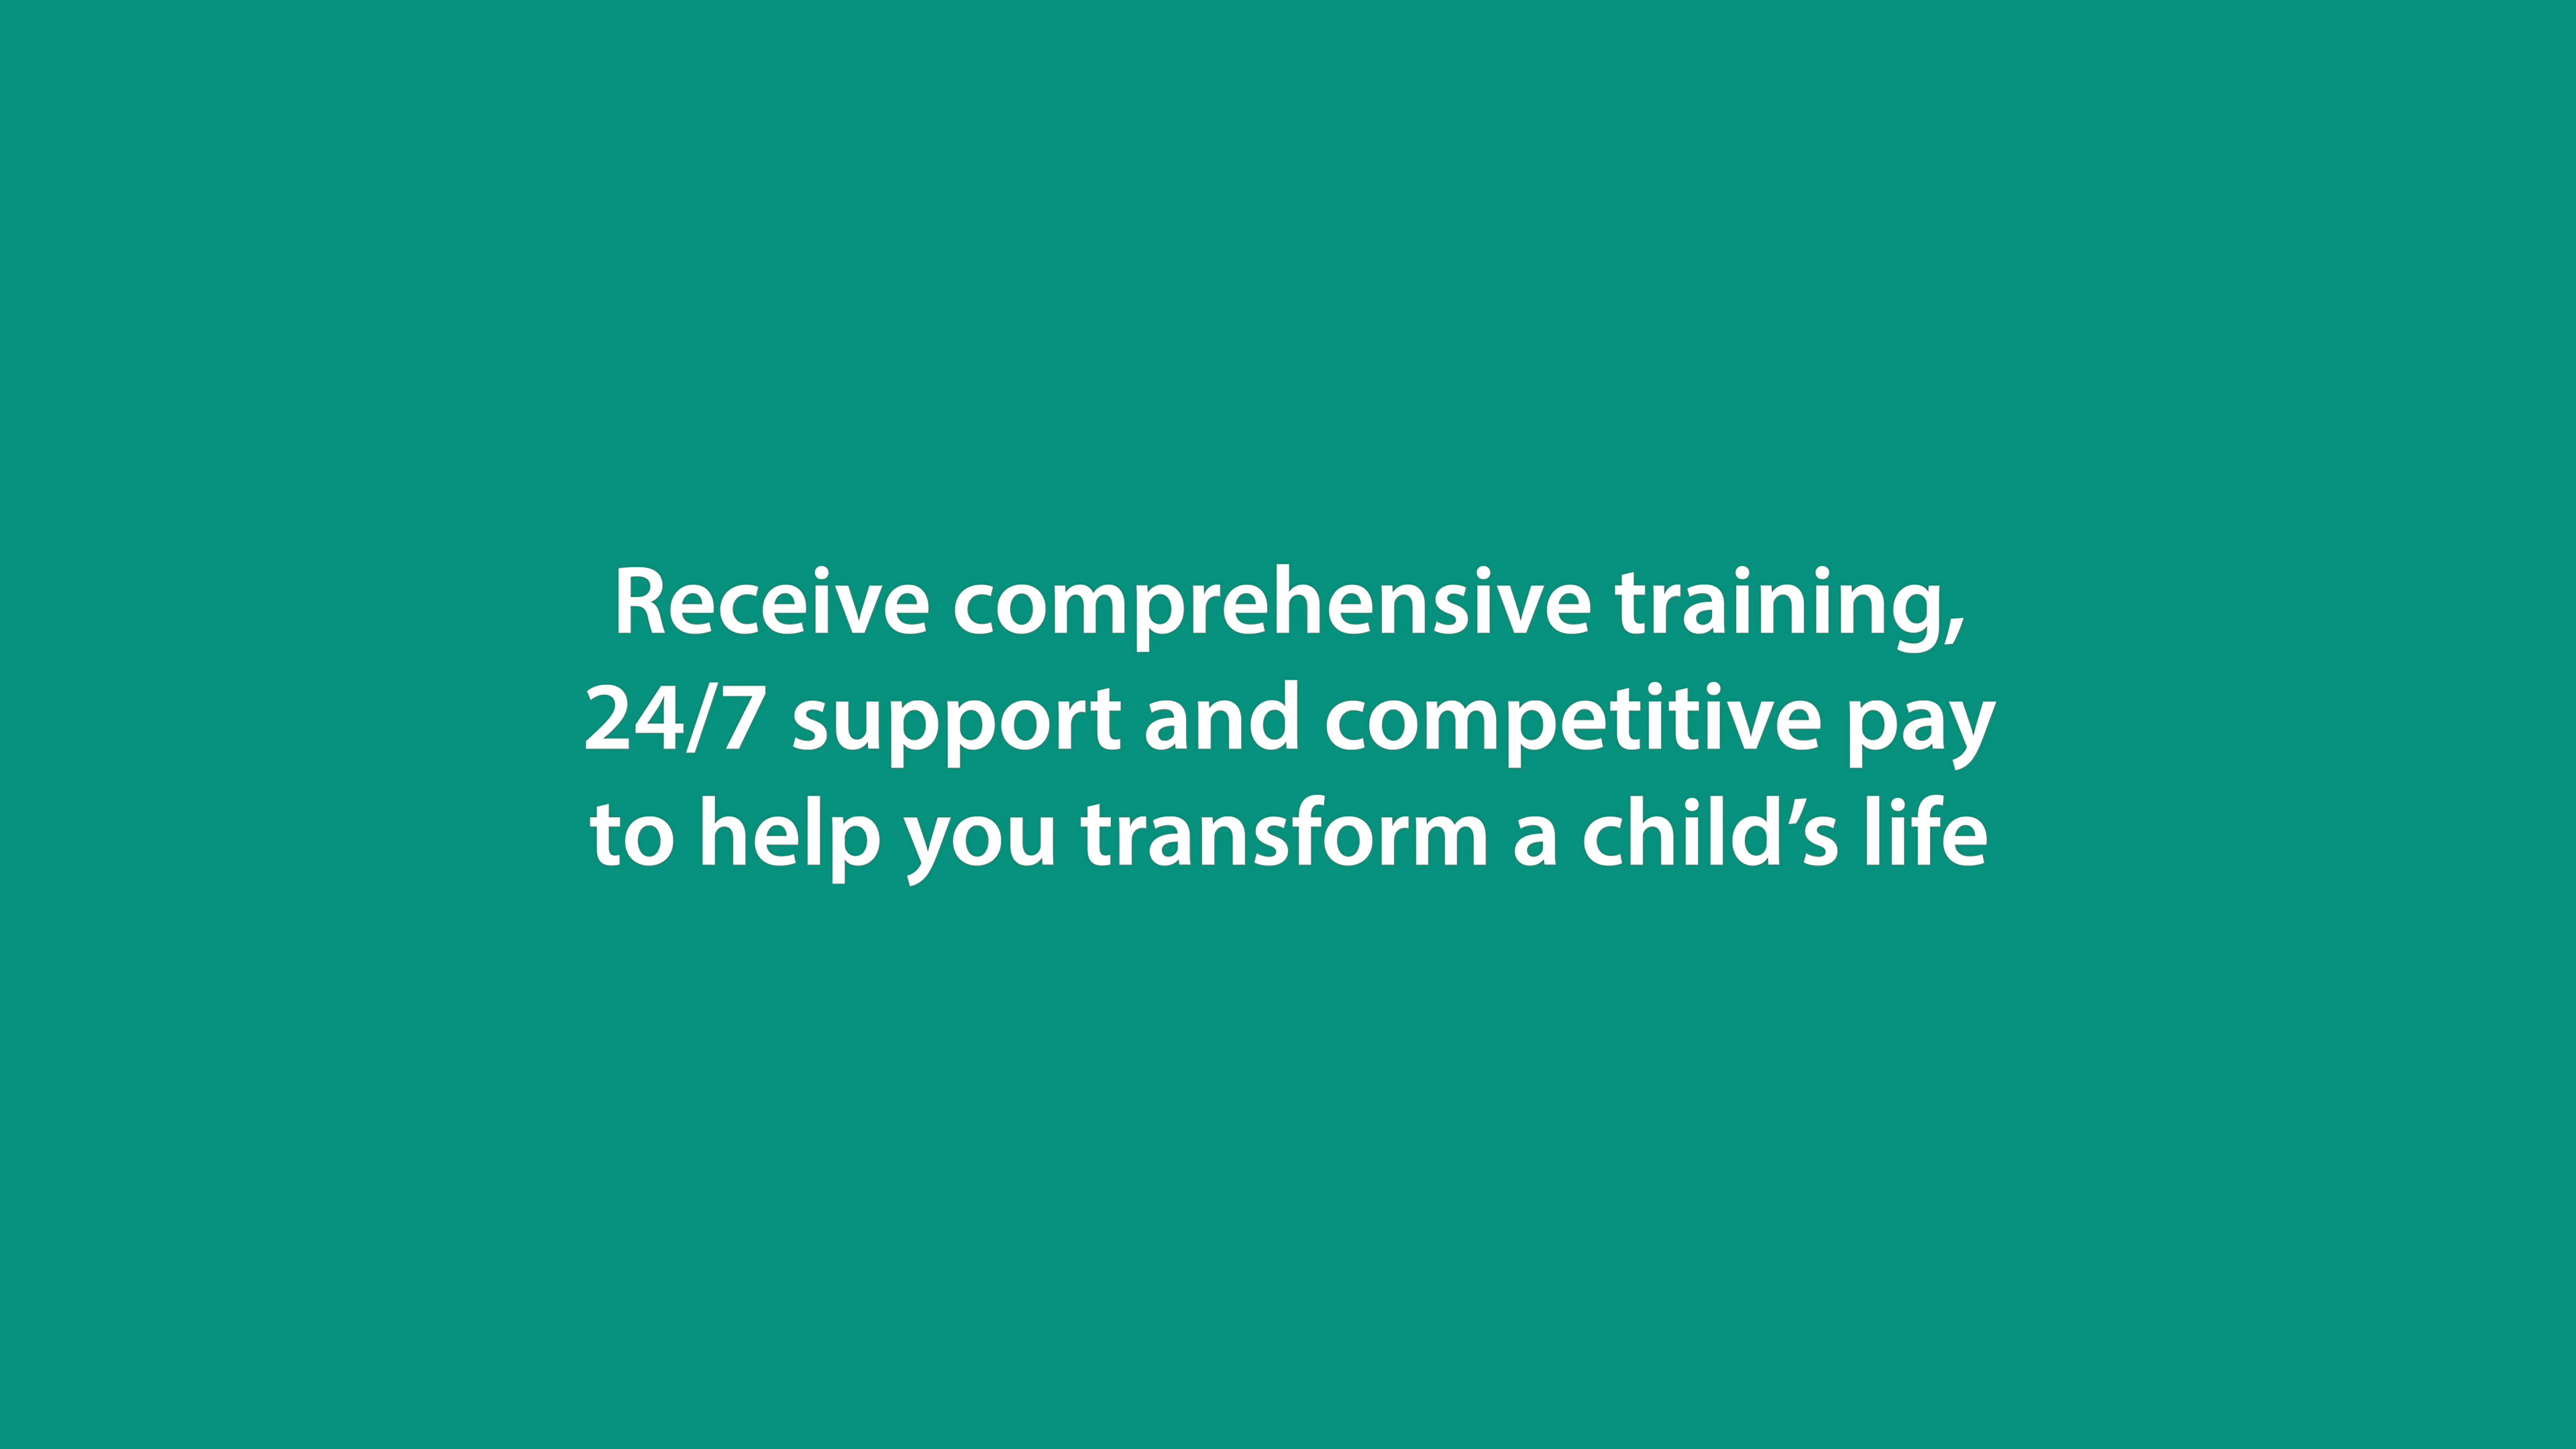 Receive comprehensive training,
24/7 support and competitive pay
to help you transform a child’s life